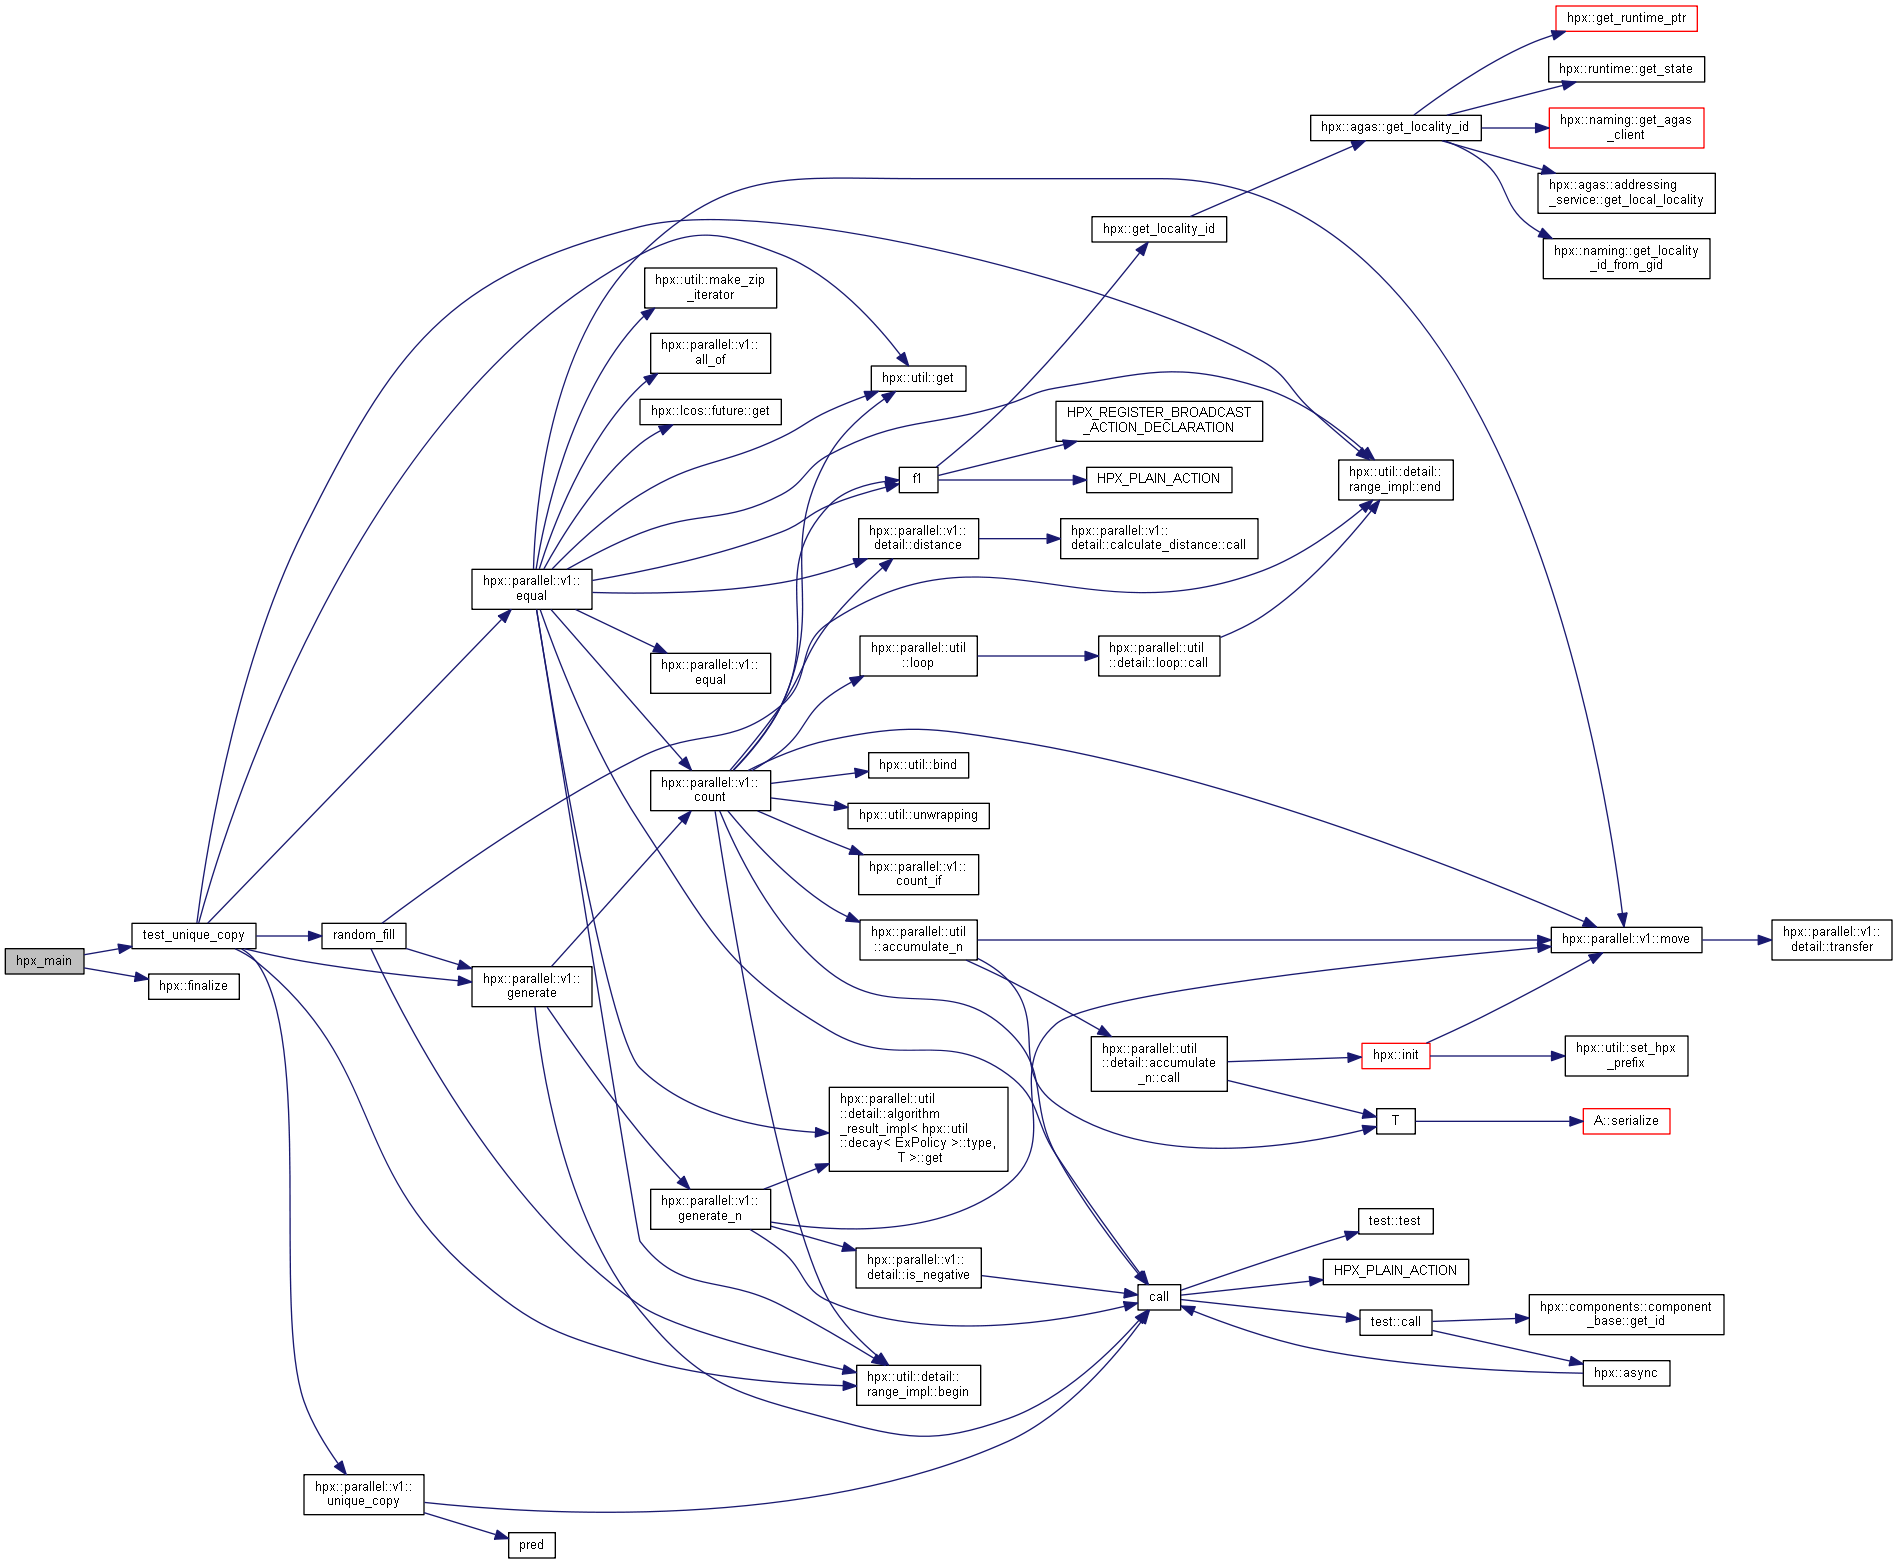 hpx::get_runtime_ptr
hpx::runtime::get_state
hpx::naming::get_agas
_client
hpx::agas::get_locality_id
hpx::agas::addressing
_service::get_local_locality
hpx::get_locality_id
hpx::naming::get_locality
_id_from_gid
hpx::util::make_zip
_iterator
hpx::parallel::v1::
all_of
hpx::util::get
hpx::lcos::future::get
HPX_REGISTER_BROADCAST
_ACTION_DECLARATION
f1
HPX_PLAIN_ACTION
hpx::util::detail::
range_impl::end
hpx::parallel::v1::
detail::distance
hpx::parallel::v1::
detail::calculate_distance::call
hpx::parallel::v1::
equal
hpx::parallel::v1::
equal
hpx::parallel::util
::loop
hpx::parallel::util
::detail::loop::call
hpx::util::bind
hpx::parallel::v1::
count
hpx::util::unwrapping
hpx::parallel::v1::
count_if
hpx_main
test_unique_copy
hpx::finalize
random_fill
hpx::parallel::v1::
generate
hpx::parallel::util
::accumulate_n
hpx::parallel::v1::move
hpx::parallel::v1::
detail::transfer
hpx::parallel::util
::detail::accumulate
_n::call
hpx::init
hpx::util::set_hpx
_prefix
T
A::serialize
hpx::parallel::util
::detail::algorithm
_result_impl< hpx::util
::decay< ExPolicy >::type,
T >::get
hpx::parallel::v1::
generate_n
hpx::parallel::v1::
detail::is_negative
test::test
HPX_PLAIN_ACTION
call
test::call
hpx::components::component
_base::get_id
hpx::async
hpx::util::detail::
range_impl::begin
hpx::parallel::v1::
unique_copy
pred